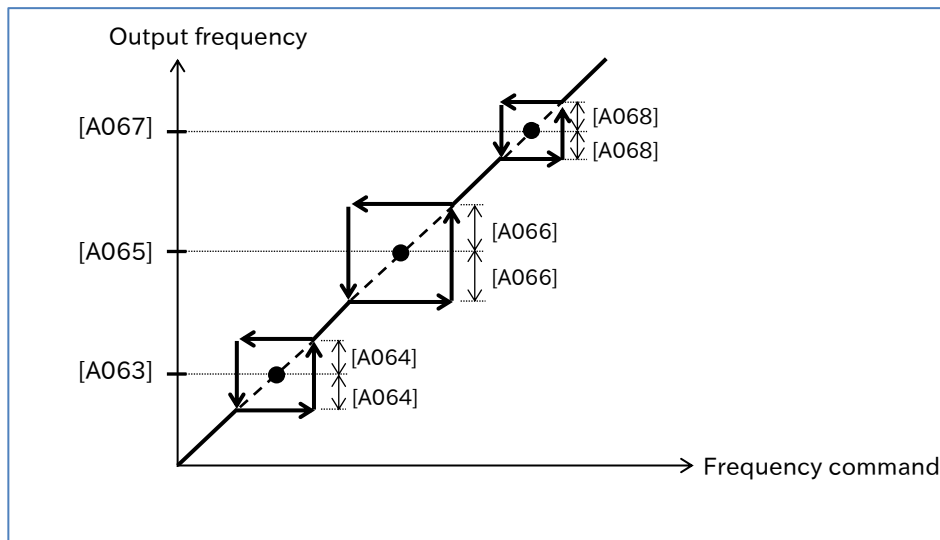 Output frequency
[A067]
[A068]
[A068]
[A065]
[A066]
[A066]
[A063]
[A064]
[A064]
Frequency command